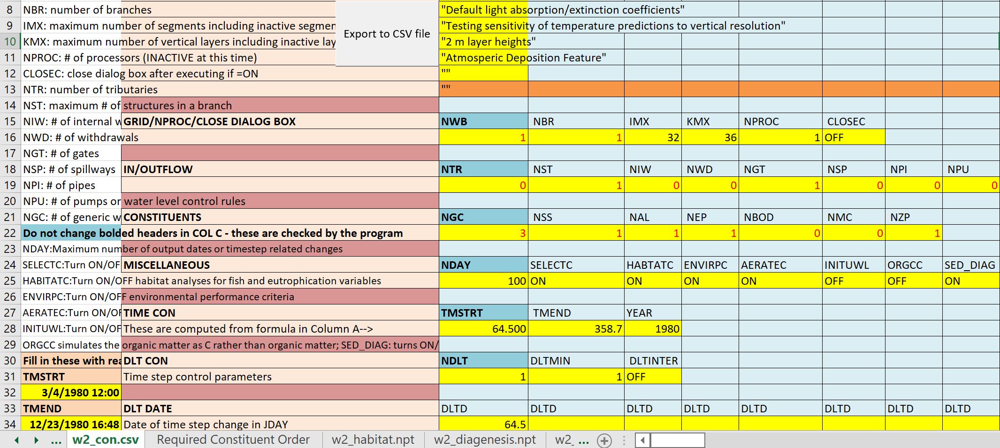 8 NBR: number of branches "Default light absorption/extinction coefficients"
9 IMX: maximum number of segments including inactive segmen "Testing sensitivity of temperature predictions to vertical resolution"
Export to CSV file
10 KMX: maximum number of vertical layers including inactive lay "2 m layer heights"
11 NPROC: # of processors (INACTIVE at this time) "Atmosperic Deposition Feature"
12 CLOSEC: close dialog box after executing if =ON ""
13 NTR: number of tributaries ""
14 NST: maximum # of structures in a branch
15 NIW: # of internal w GRID/NPROC/CLOSE DIALOG BOX NWB NBR IMX KMX NPROC CLOSEC
16 NWD: # of withdrawals 1 1 32 36 1 OFF
17 NGT: # of gates
18 NSP: # of spillways IN/OUTFLOW NTR NST NIW NWD NGT NSP NPI NPU
19 NPI: # of pipes 0 1 0 0 1 0 0 0
20 NPU: # of pumps or water level control rules
21 NGC: # of generic w CONSTITUENTS NGC NSS NAL NEP NBOD NMC NZP
22 Do not change bolded headers in COL C - these are checked by the program 3 1 1 1 0 0 1
23 NDAY:Maximum number of output dates or timestep related changes
24 SELECTC:Turn ON/OF MISCELLANEOUS NDAY SELECTC HABTATC ENVIRPC AERATEC INITUWL ORGCC SED_DIAG
25 HABITATC:Turn ON/OFF habitat analyses for fish and eutrophication variables 100 ON ON ON ON OFF OFF ON
26 ENVIRPC:Turn ON/OFF environmental performance criteria
27 AERATEC:Turn ON/OF TIME CON TMSTRT TMEND YEAR
28 INITUWL:Turn ON/OF These are computed from formula in Column A--> 64.500 358.7 1980
29 ORGCC simulates the organic matter as C rather than organic matter; SED_DIAG: turns ON/
30 Fill in these with rea DLT CON NDLT DLTMIN DLTINTER
31 TMSTRT Time step control parameters 1 1 OFF
32 3/4/1980 12:00
33 TMEND DLT DATE DLTD DLTD DLTD DLTD DLTD DLTD DLTD DLTD
34 12/23/1980 16:48 Date of time step change in JDAY 64.5
... w2_con.csv Required Constituent Order w2_habitat.npt w2_diagenesis.npt w2_ ...